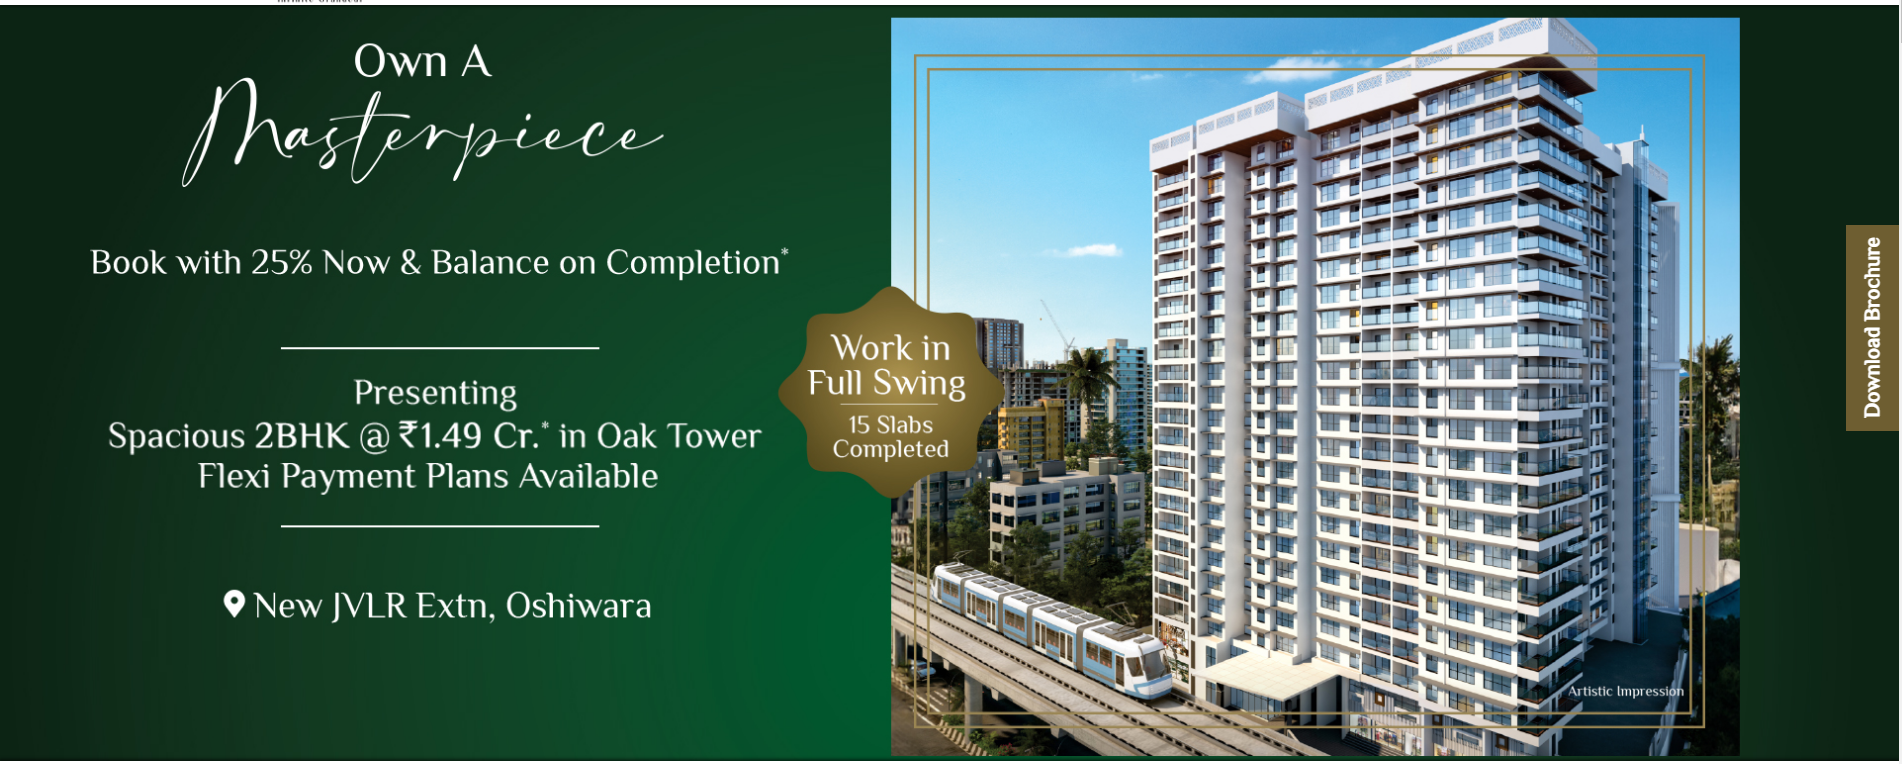 Own A
Masterpiece
Book with 25% Now & Balance on Completion*
Presenting
Spacious 2BHK @ ₹1.49 Cr.* in Oak Tower
Flexi Payment Plans Available
New JVLR Extn, Oshiwara
Work in
Full Swing
15 Slabs
Completed
Artistic Impression
Download Brochure